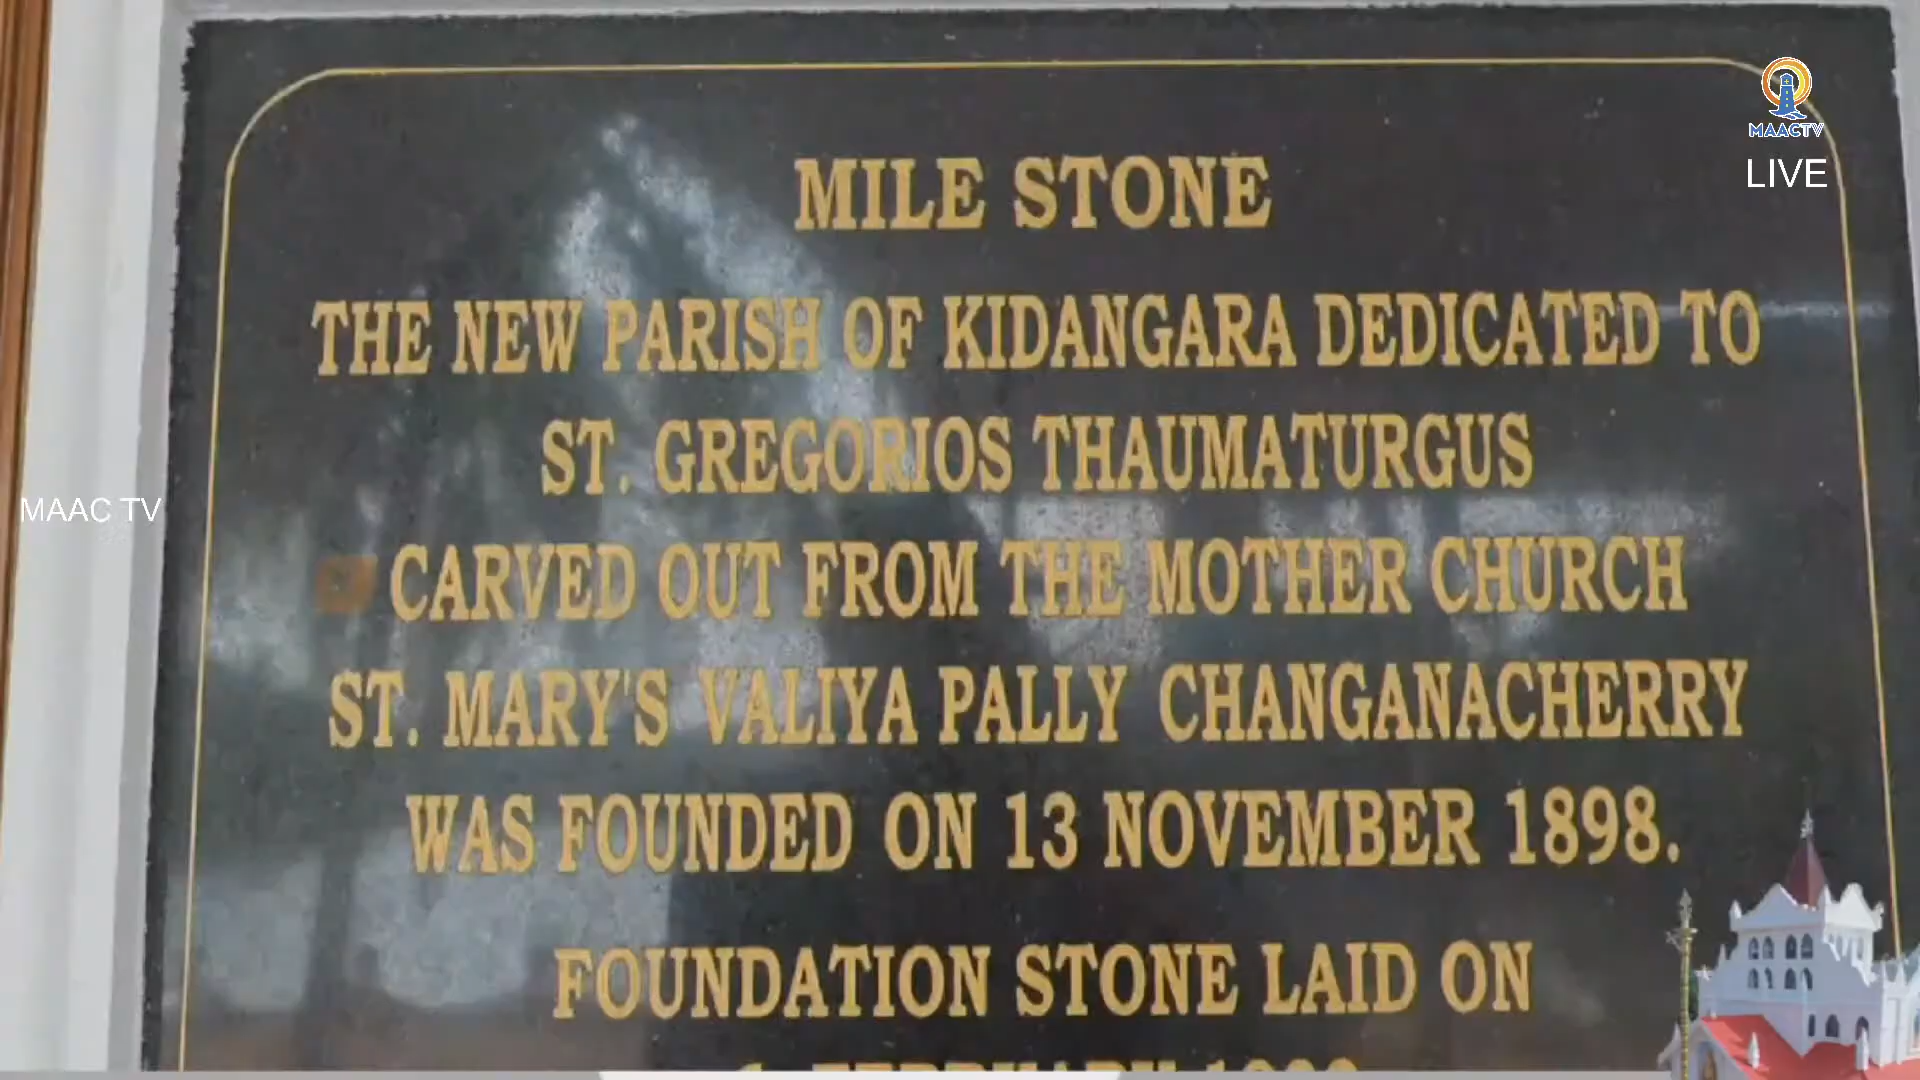 MAACTV
LIVE
MILE STONE
THE NEW PARISH OF KIDANGARA DEDICATED TO
ST. GREGORIOS THAUMATURGUS
MAAC TV
CARVED OUT FROM THE MOTHER CHURCH
ST. MARY'S VALIYA PALLY CHANGANACHERRY
WAS FOUNDED ON 13 NOVEMBER 1898.
FOUNDATION STONE LAID ON
FEBRUARY